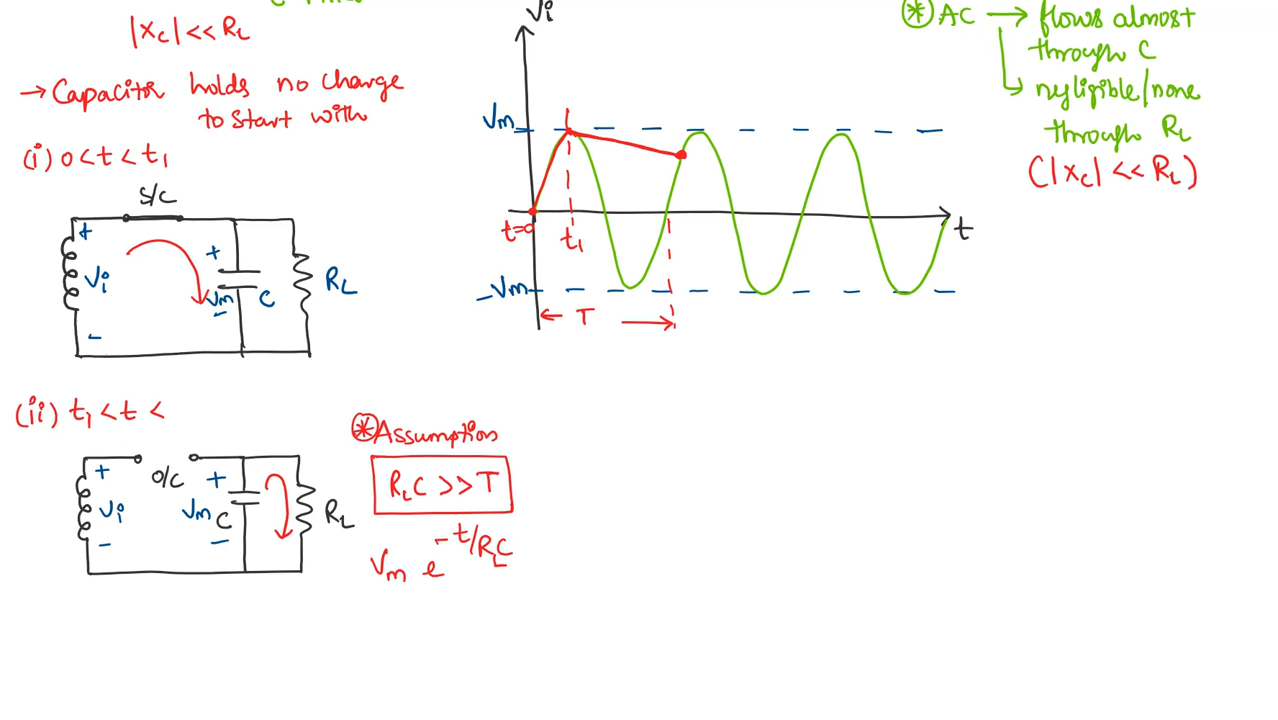 |Xc| << RL
→ Capacitor holds no charge
to start with
(i) 0 < t < t1
S/C
+
Vi
-
+
Vm
-
C
RL
(ii) t1 < t <
+
Vi
-
O/C
+
Vm
-
C
RL
* Assumption
RLC >> T
Vm e^-t/RLC
Vi
Vm
t=0
t1
t
-Vm
T
* AC → flows almost
through C
↳ negligible/none
through RL
(|Xc| << RL)